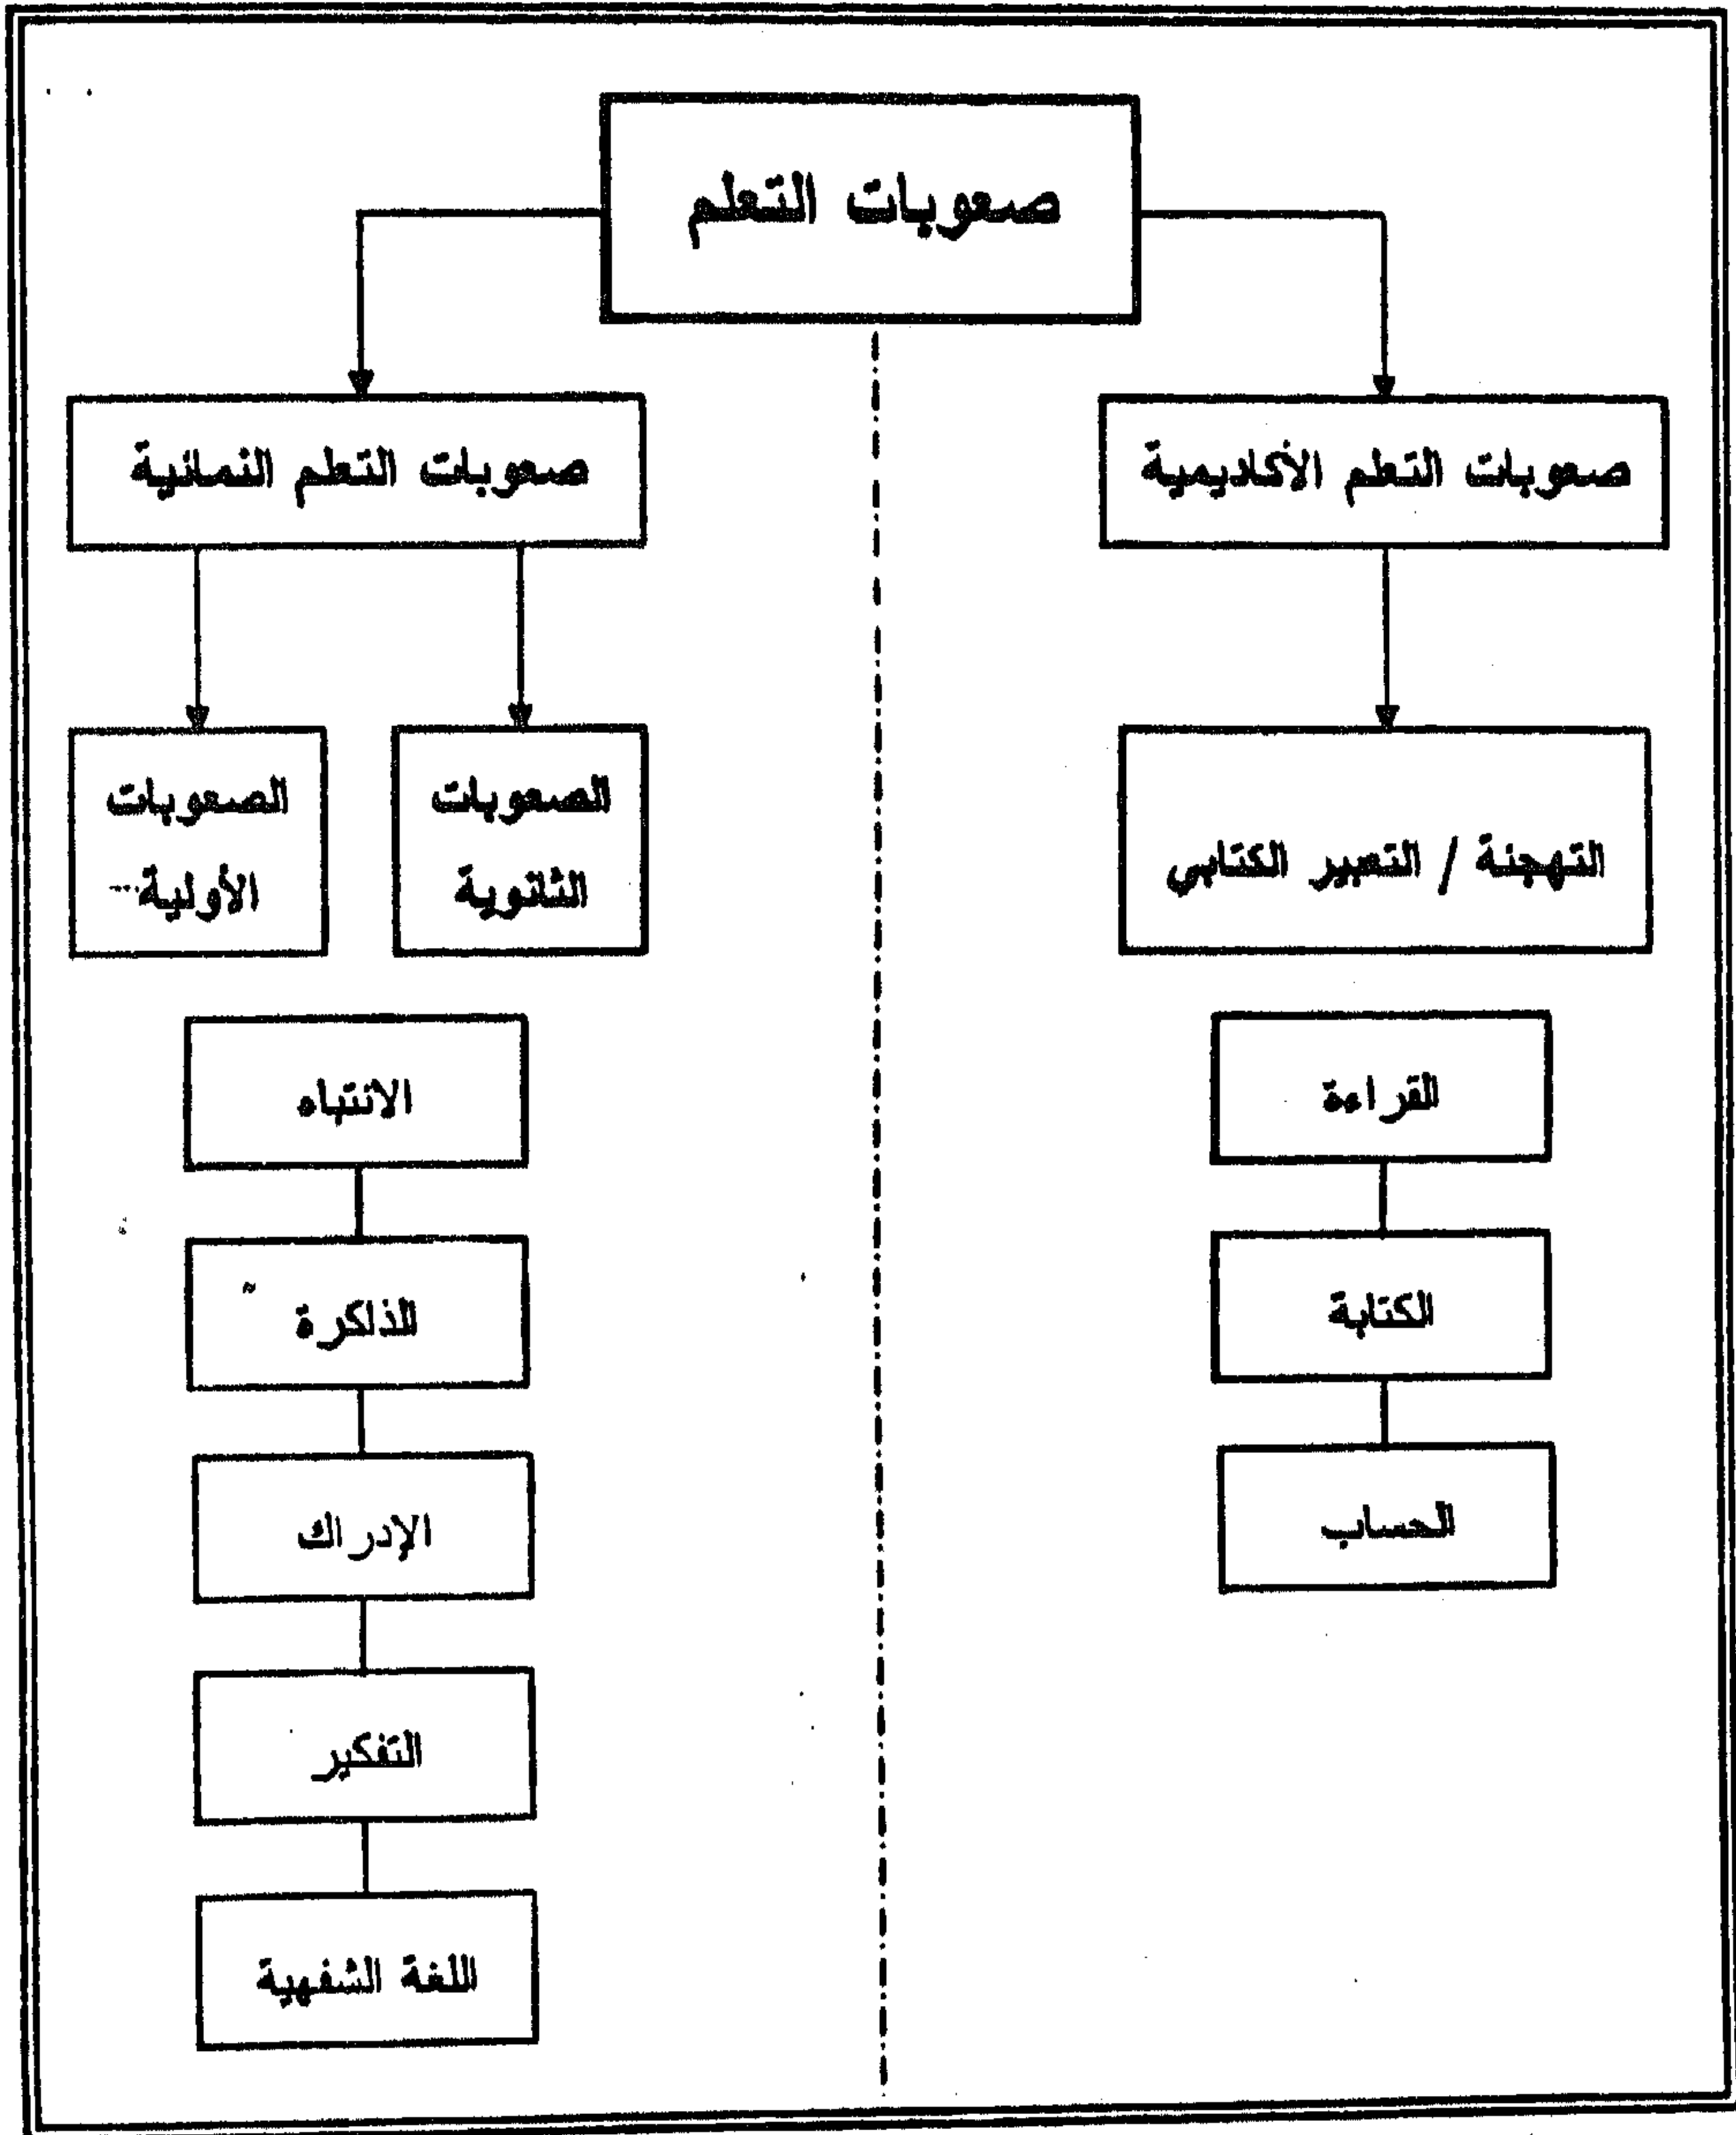 صعوبات التعلم
صعوبات التعلم الأكاديمية
صعوبات التعلم النمائية
التهجئة / التعبير الكتابي
الصعوبات
الثانوية
الصعوبات
الأولية
القراءة
الكتابة
الحساب
الانتباه
الذاكرة
الإدراك
التفكير
اللغة الشفهية